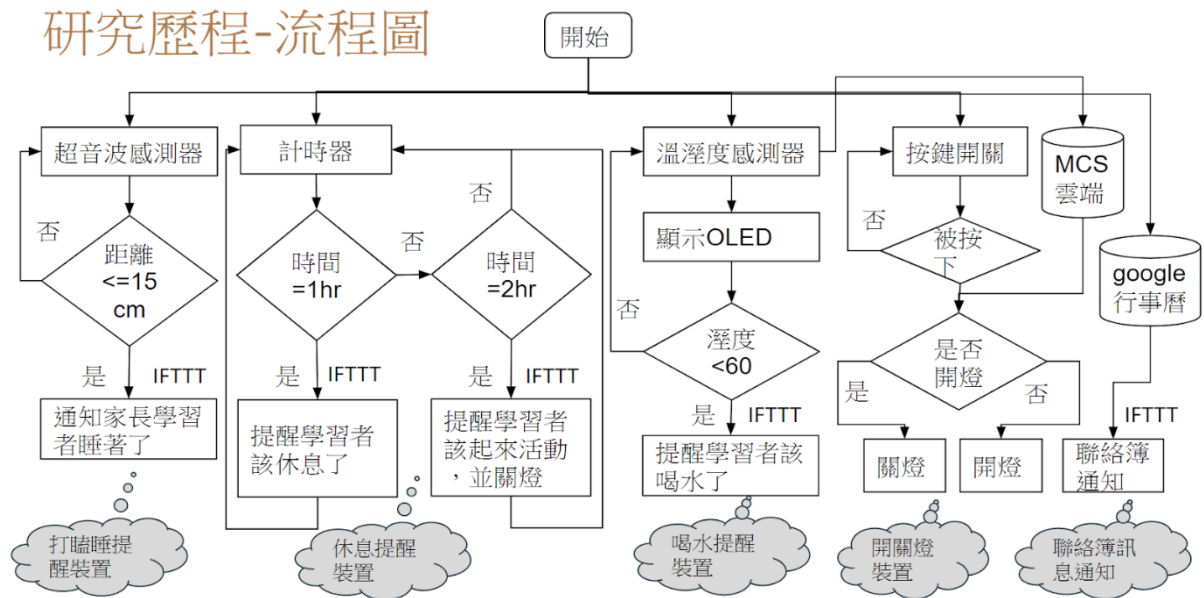 研究歷程-流程圖
開始
超音波感測器
否
距離
<=15
cm
是
IFTTT
通知家長學習
者睡著了
打瞌睡提
醒裝置
計時器
時間
=1hr
否
時間
=2hr
否
是
IFTTT
提醒學習者
該休息了
是
IFTTT
提醒學習者
該起來活動
，並關燈
休息提醒
裝置
溫溼度感測器
顯示OLED
否
溼度
<60
是
IFTTT
提醒學習者該
喝水了
喝水提醒
裝置
按鍵開關
否
被按
下
是否
開燈
是
否
關燈
開燈
開關燈
裝置
MCS
雲端
google
行事曆
IFTTT
聯絡簿
通知
聯絡簿訊
息通知